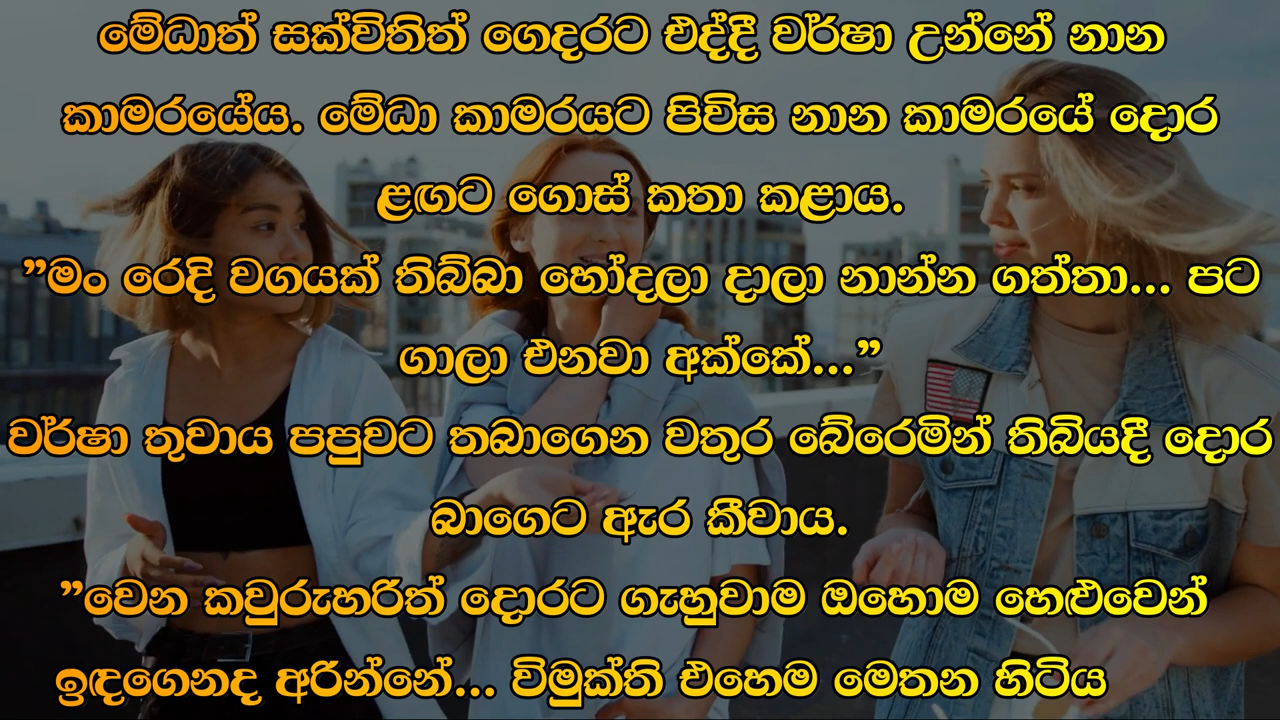 මේධාත් සක්විතිත් ගෙදරට එද්දී වර්ෂා උන්නේ නාන
කාමරයේය. මේධා කාමරයට පිවිස නාන කාමරයේ දොර
ළඟට ගොස් කතා කළාය.
”මං රෙදි වගයක් තිබ්බා හෝදලා දාලා නාන්න ගත්තා... පට
ගාලා එනවා අක්කේ...”
වර්ෂා තුවාය පපුවට තබාගෙන වතුර බේරෙමින් තිබියදී දොර
බාගෙට ඇර කීවාය.
”වෙන කවුරුහරිත් දොරට ගැහුවාම ඔහොම හෙළුවෙන්
ඉඳගෙනද අරින්නේ... විමුක්ති එහෙම මෙතන හිටිය